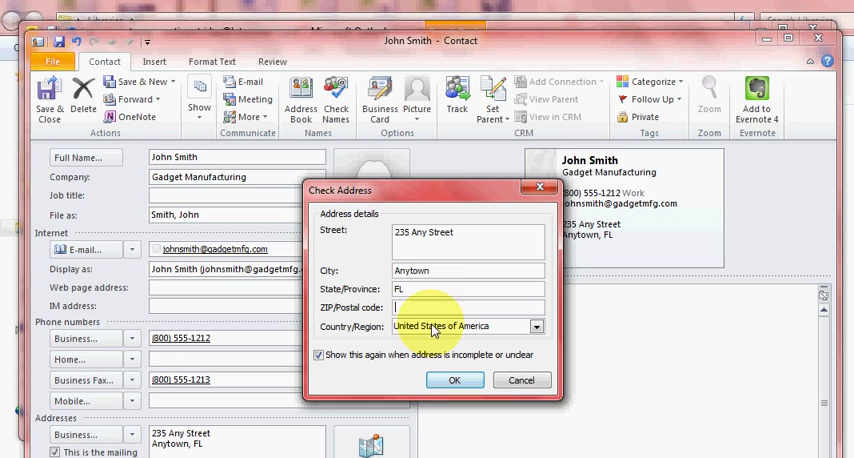 Libraries
Search Libraries
Microsoft Outlook
John Smith - Contact
File
Contact
Insert
Format Text
Review
Save & Close
Delete
Save & New
Forward
OneNote
Actions
Show
E-mail
Meeting
More
Communicate
Address Book
Check Names
Names
Business Card
Picture
Options
Track
Set Parent
Add Connection
View Parent
View in CRM
CRM
Categorize
Follow Up
Private
Tags
Zoom
Zoom
Add to Evernote 4
Evernote
Full Name...
John Smith
Company:
Gadget Manufacturing
Job title:
File as:
Smith, John
Internet
E-mail...
johnsmith@gadgetmfg.com
Display as:
John Smith (johnsmith@gadgetmfg.
Web page address:
IM address:
Phone numbers
Business...
(800) 555-1212
Home...
Business Fax...
(800) 555-1213
Mobile...
Addresses
Business...
235 Any Street
Anytown, FL
This is the mailing
John Smith
Gadget Manufacturing
(800) 555-1212 Work
johnsmith@gadgetmfg.com
235 Any Street
Anytown, FL
Check Address
Address details
Street:
235 Any Street
City:
Anytown
State/Province:
FL
ZIP/Postal code:
Country/Region:
United States of America
Show this again when address is incomplete or unclear
OK
Cancel